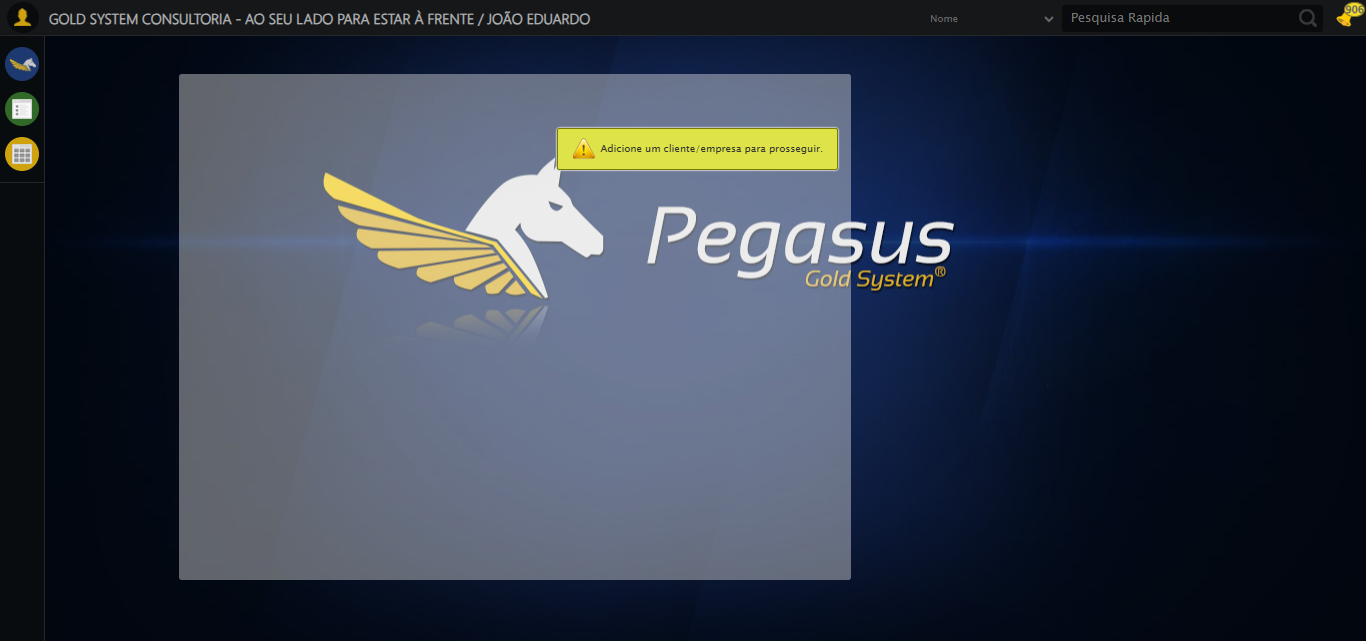 GOLD SYSTEM CONSULTORIA - AO SEU LADO PARA ESTAR À FRENTE / JOÃO EDUARDO
Nome
Pesquisa Rapida
906
Adicione um cliente/empresa para prosseguir.
Pegasus
Gold System®